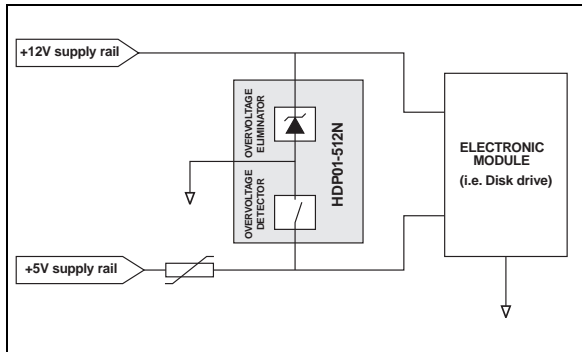 +12V supply rail
OVERVOLTAGE
ELIMINATOR
OVERVOLTAGE
DETECTOR
HDP01-512N
ELECTRONIC
MODULE
(i.e. Disk drive)
+5V supply rail